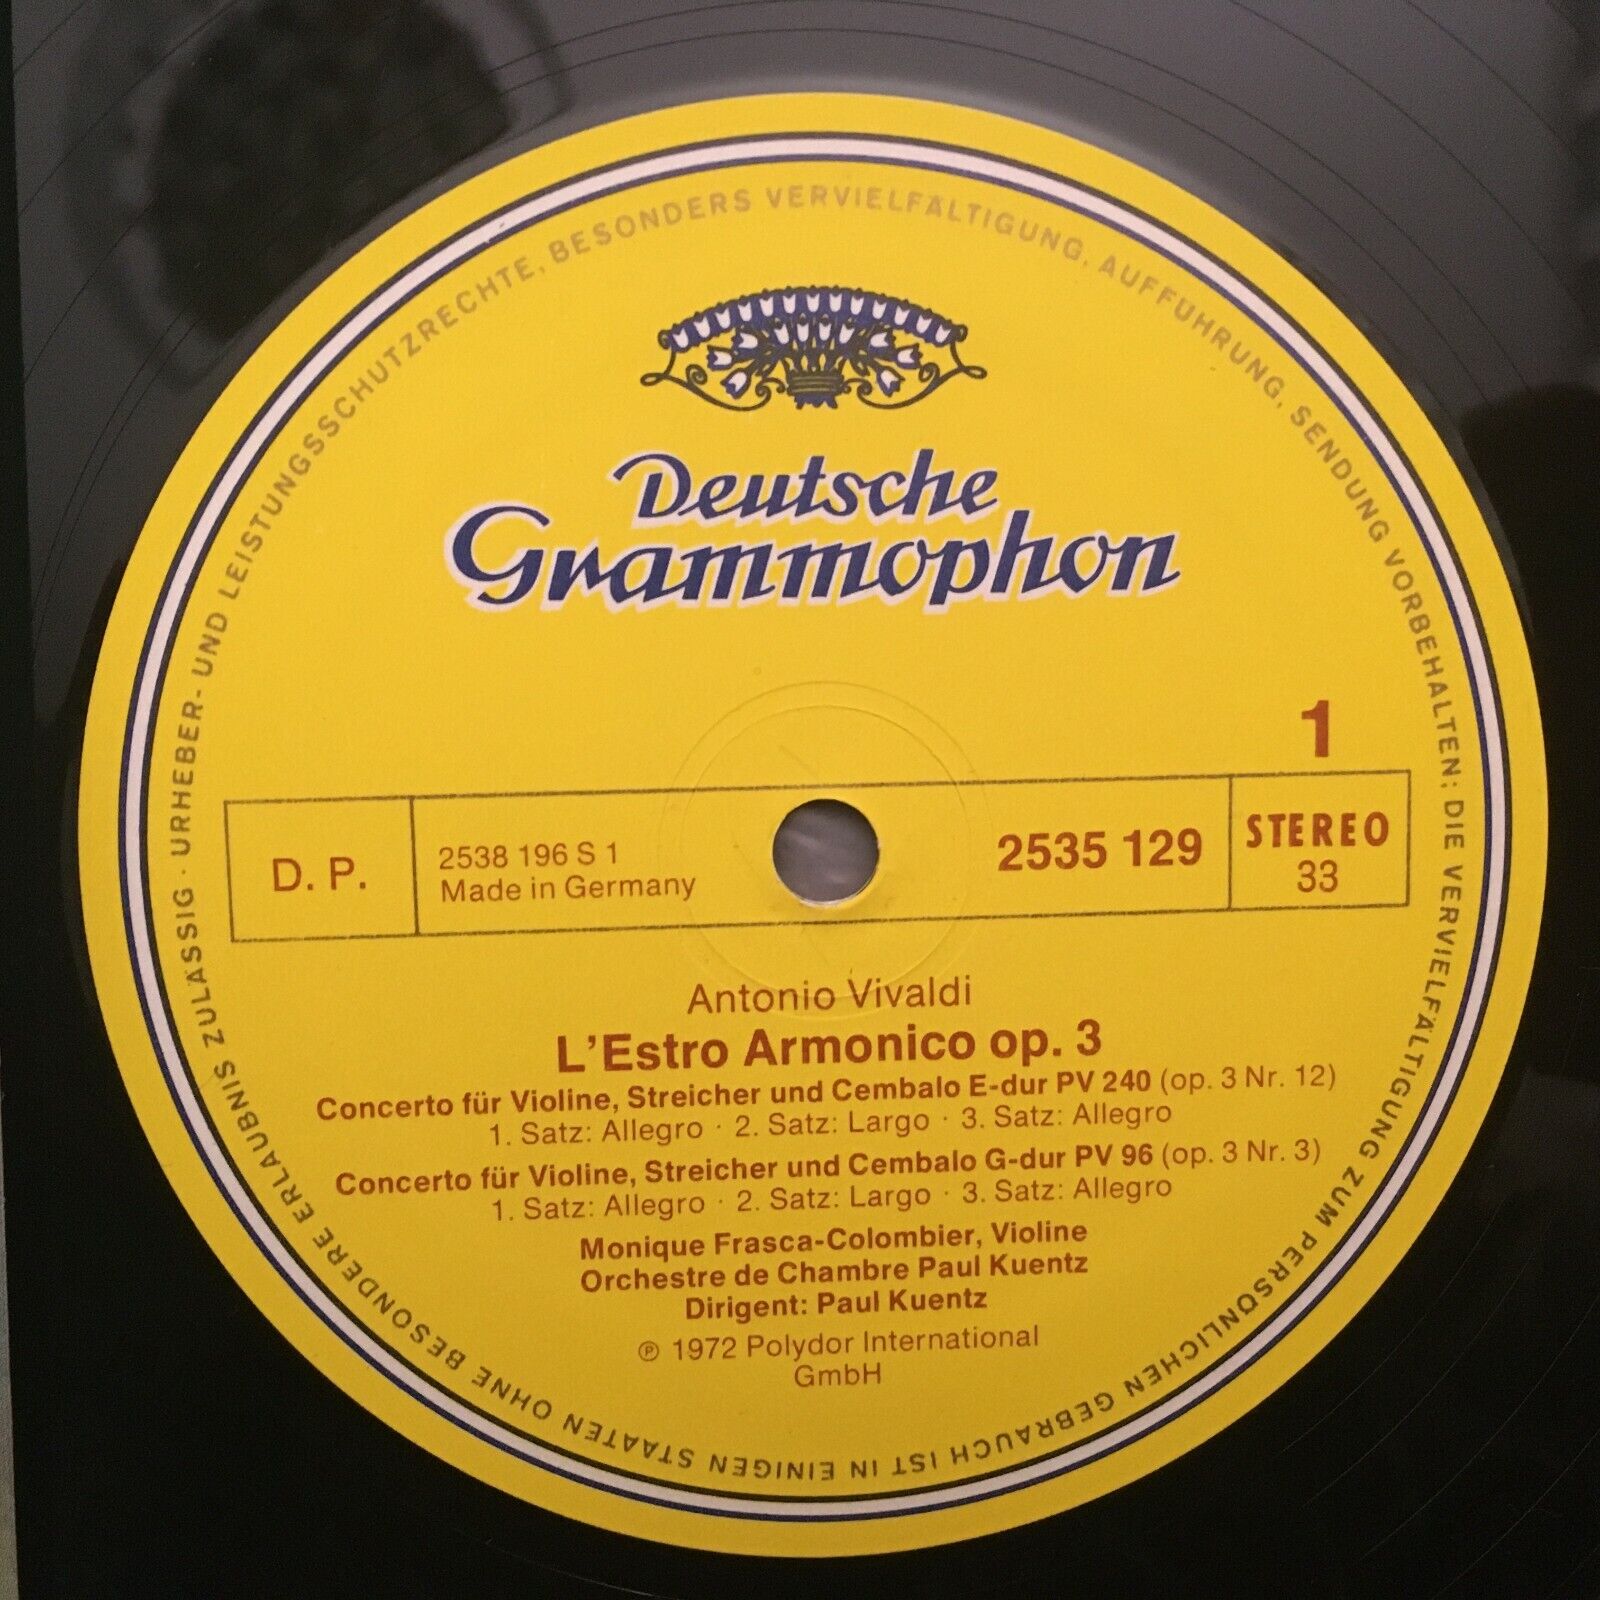 URHEBER- UND LEISTUNGSSCHUTZRECHTE, BESONDERS VERVIELFÄLTIGUNG, AUFFÜHRUNG, SENDUNG VORBEHALTEN: DIE VERVIELFÄLTIGUNG ZUM PERSÖNLICHEN GEBRAUCH IST IN EINIGEN STAATEN OHNE BESONDERE ERLAUBNIS ZULÄSSIG ·
Deutsche
Grammophon
1
D. P.
2538 196 S 1
Made in Germany
2535 129
STEREO
33
Antonio Vivaldi
L'Estro Armonico op. 3
Concerto für Violine, Streicher und Cembalo E-dur PV 240 (op. 3 Nr. 12)
1. Satz: Allegro · 2. Satz: Largo · 3. Satz: Allegro
Concerto für Violine, Streicher und Cembalo G-dur PV 96 (op. 3 Nr. 3)
1. Satz: Allegro · 2. Satz: Largo · 3. Satz: Allegro
Monique Frasca-Colombier, Violine
Orchestre de Chambre Paul Kuentz
Dirigent: Paul Kuentz
℗ 1972 Polydor International
GmbH